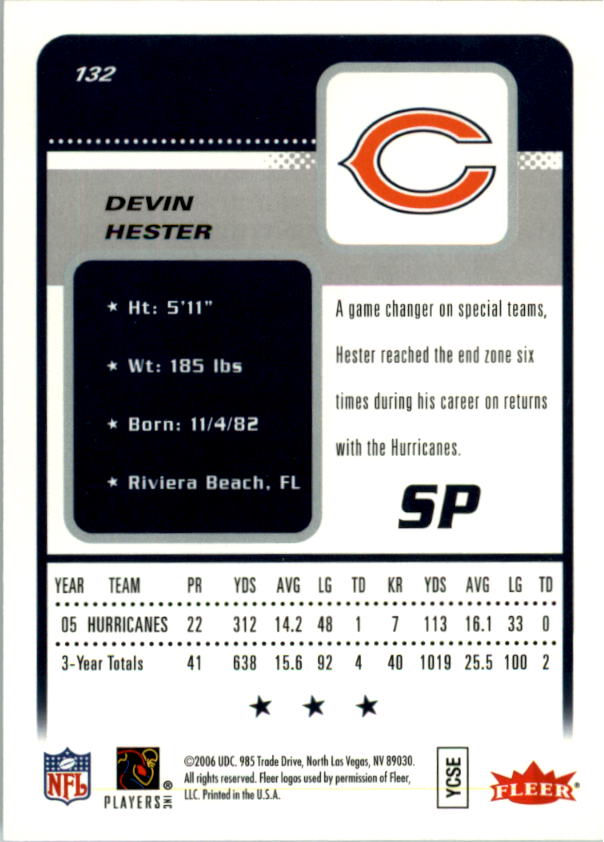 132
DEVIN
HESTER
★ Ht: 5'11"
★ Wt: 185 lbs
★ Born: 11/4/82
★ Riviera Beach, FL
A game changer on special teams,
Hester reached the end zone six
times during his career on returns
with the Hurricanes.
SP
YEAR TEAM PR YDS AVG LG TD KR YDS AVG LG TD
05 HURRICANES 22 312 14.2 48 1 7 113 16.1 33 0
3-Year Totals 41 638 15.6 92 4 40 1019 25.5 100 2
NFL
PLAYERS INC
©2006 UDC. 985 Trade Drive, North Las Vegas, NV 89030.
All rights reserved. Fleer logos used by permission of Fleer,
LLC. Printed in the U.S.A.
YCSE
FLEER®